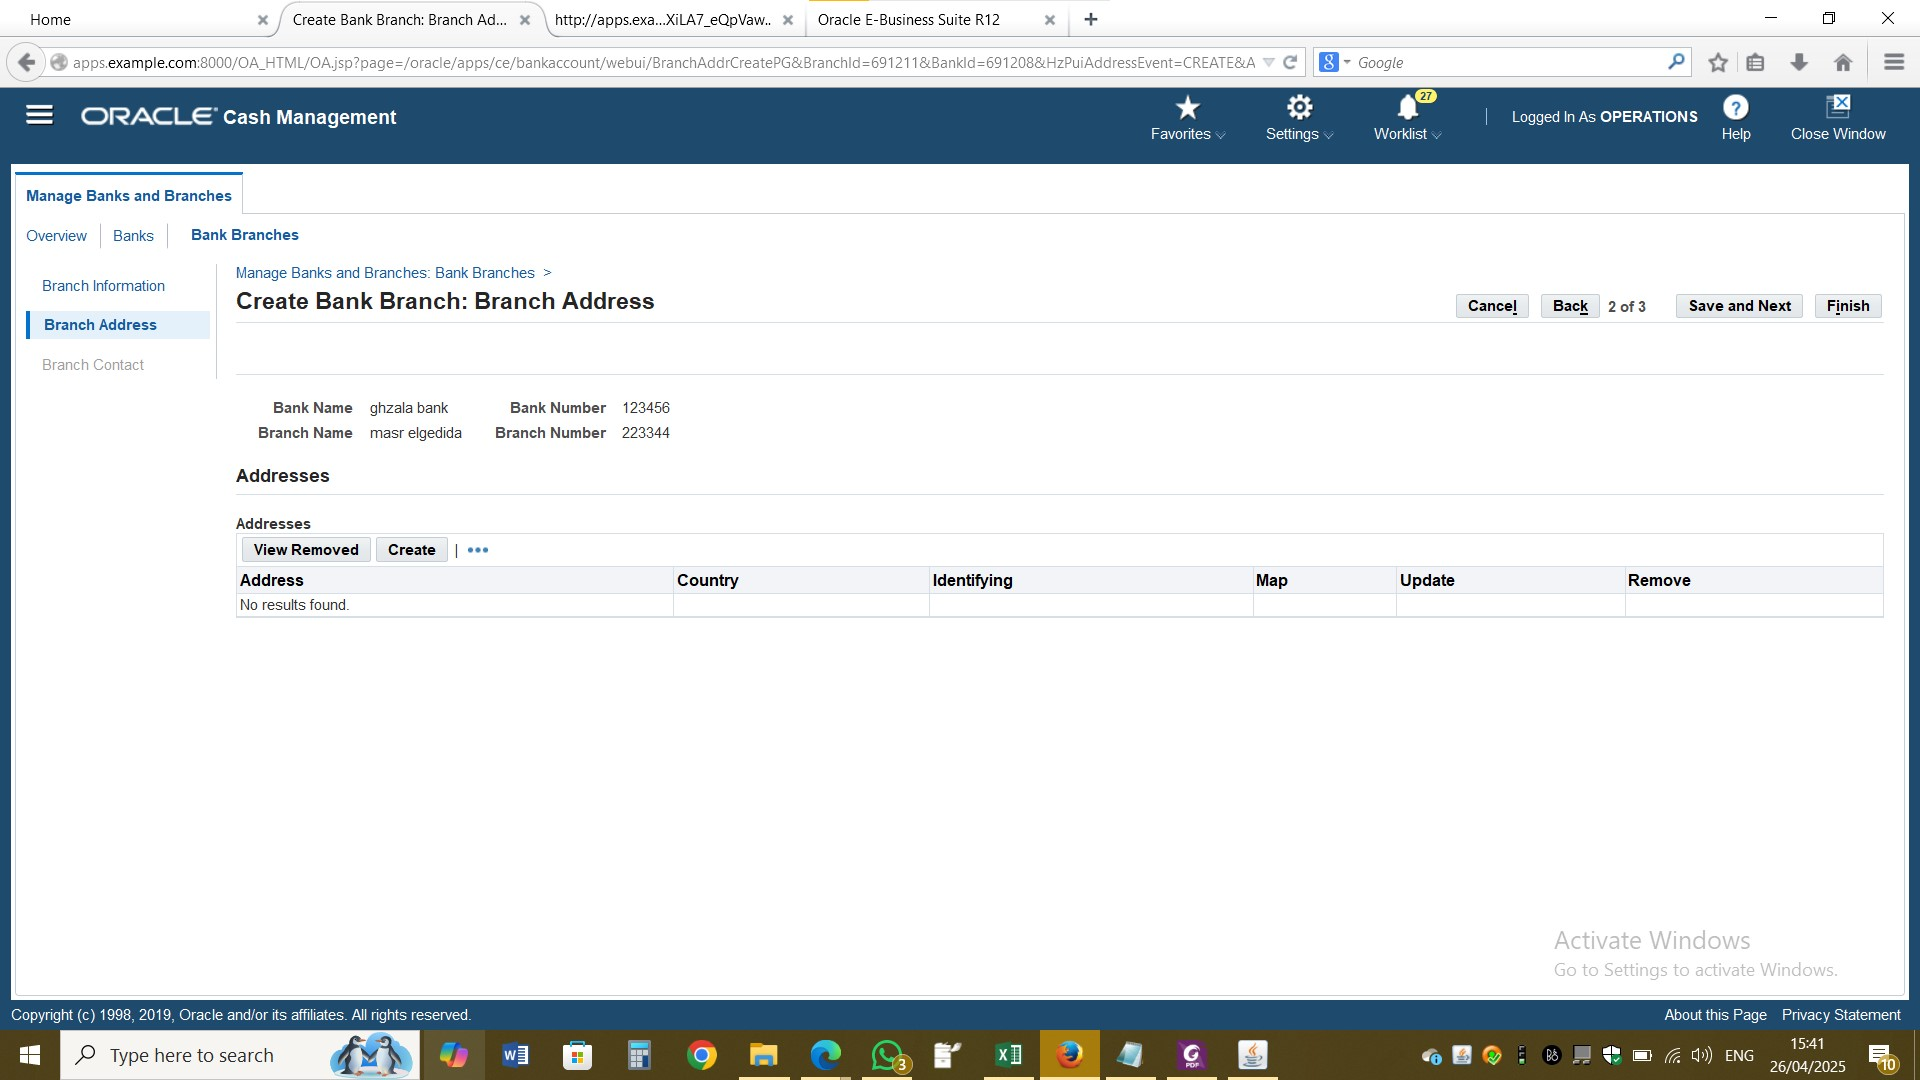 Home
Create Bank Branch: Branch Ad...
http://apps.exa...XiLA7_eQpVaw..
Oracle E-Business Suite R12
apps.example.com:8000/OA_HTML/OA.jsp?page=/oracle/apps/ce/bankaccount/webui/BranchAddrCreatePG&BranchId=691211&BankId=691208&HzPuiAddressEvent=CREATE&A
Google
ORACLE Cash Management
Favorites
Settings
27
Worklist
Logged In As OPERATIONS
Help
Close Window
Manage Banks and Branches
Overview
Banks
Bank Branches
Branch Information
Branch Address
Branch Contact
Manage Banks and Branches: Bank Branches >
Create Bank Branch: Branch Address
Cancel
Back
2 of 3
Save and Next
Finish
Bank Name ghzala bank Bank Number 123456
Branch Name masr elgedida Branch Number 223344
Addresses
Addresses
View Removed
Create
|
Address Country Identifying Map Update Remove
No results found.
Activate Windows
Go to Settings to activate Windows.
Copyright (c) 1998, 2019, Oracle and/or its affiliates. All rights reserved.
About this Page
Privacy Statement
Type here to search
3
ENG
15:41
26/04/2025
10